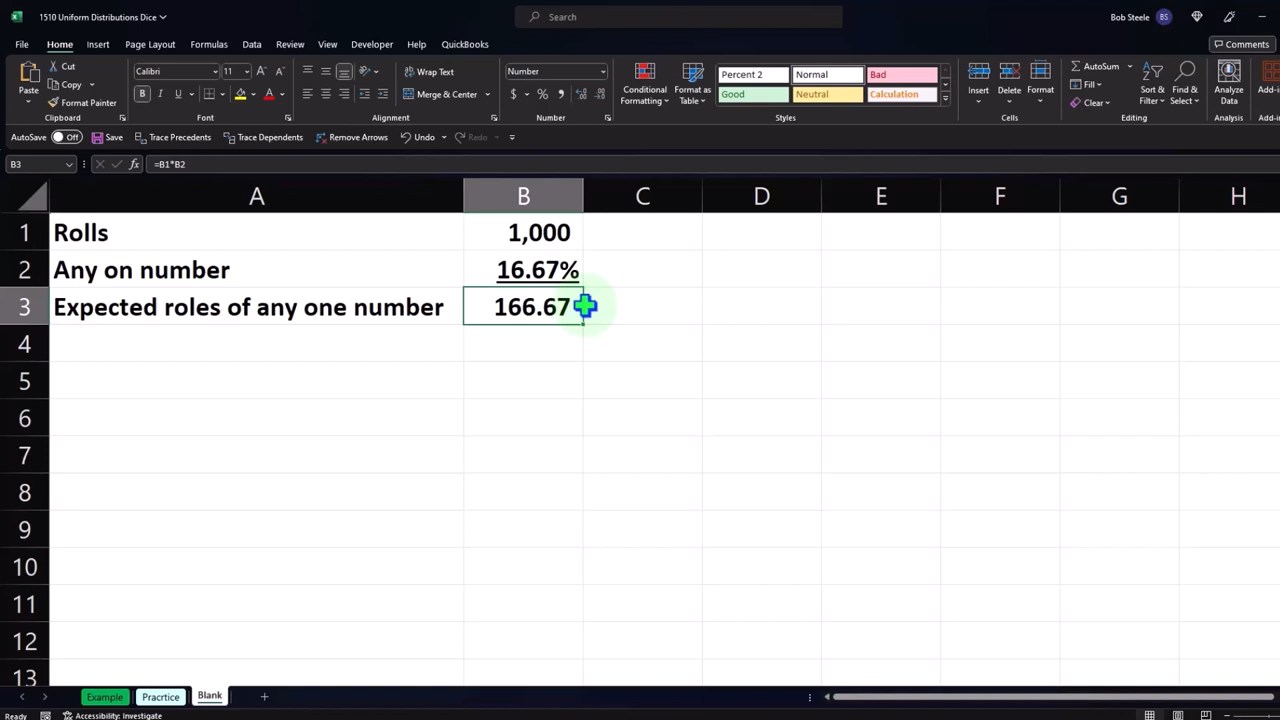 1510 Uniform Distributions Dice
Search
Bob Steele BS
File Home Insert Page Layout Formulas Data Review View Developer Help QuickBooks Comments
Paste
Cut
Copy
Format Painter
Clipboard
Calibri 11
B I U
Font
Wrap Text
Merge & Center
Alignment
Number
$ % ,
Number
Conditional Formatting
Format as Table
Percent 2 Normal Bad
Good Neutral Calculation
Styles
Insert Delete Format
Cells
AutoSum
Fill
Clear
Sort & Filter
Find & Select
Editing
Analyze Data
Analysis
Add-in
AutoSave Off Save Trace Precedents Trace Dependents Remove Arrows Undo Redo
B3 fx =B1*B2
A B C D E F G H
1 Rolls 1,000
2 Any on number 16.67%
3 Expected roles of any one number 166.67
4
5
6
7
8
9
10
11
12
13
Example Pracrtice Blank
Ready Accessibility: Investigate